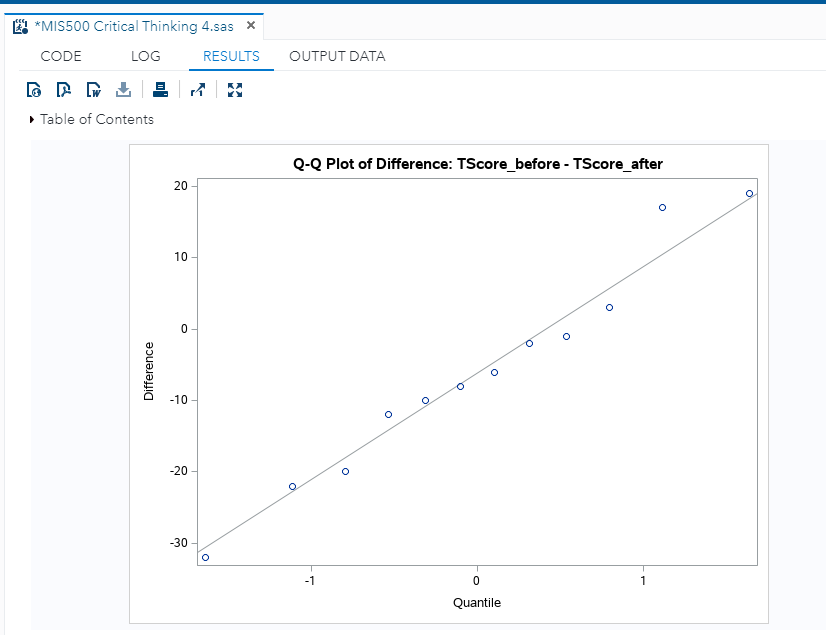 *MIS500 Critical Thinking 4.sas ×
CODE LOG RESULTS OUTPUT DATA
Table of Contents
Q-Q Plot of Difference: TScore_before - TScore_after
20
10
0
-10
-20
-30
Difference
-1 0 1
Quantile